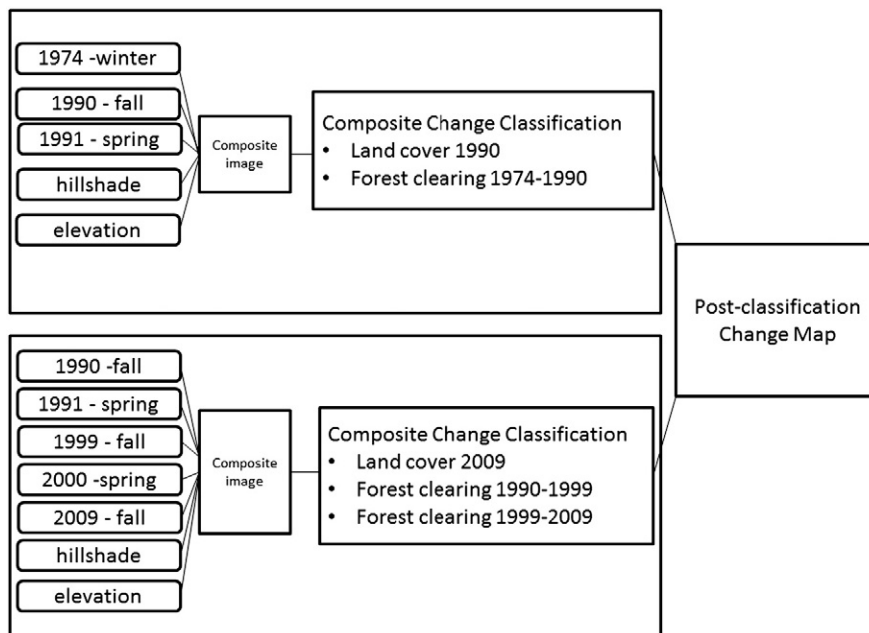 1974 -winter
1990 - fall
1991 - spring
hillshade
elevation
Composite
image
Composite Change Classification
• Land cover 1990
• Forest clearing 1974-1990
1990 -fall
1991 - spring
1999 - fall
2000 -spring
2009 - fall
hillshade
elevation
Composite
image
Composite Change Classification
• Land cover 2009
• Forest clearing 1990-1999
• Forest clearing 1999-2009
Post-classification
Change Map